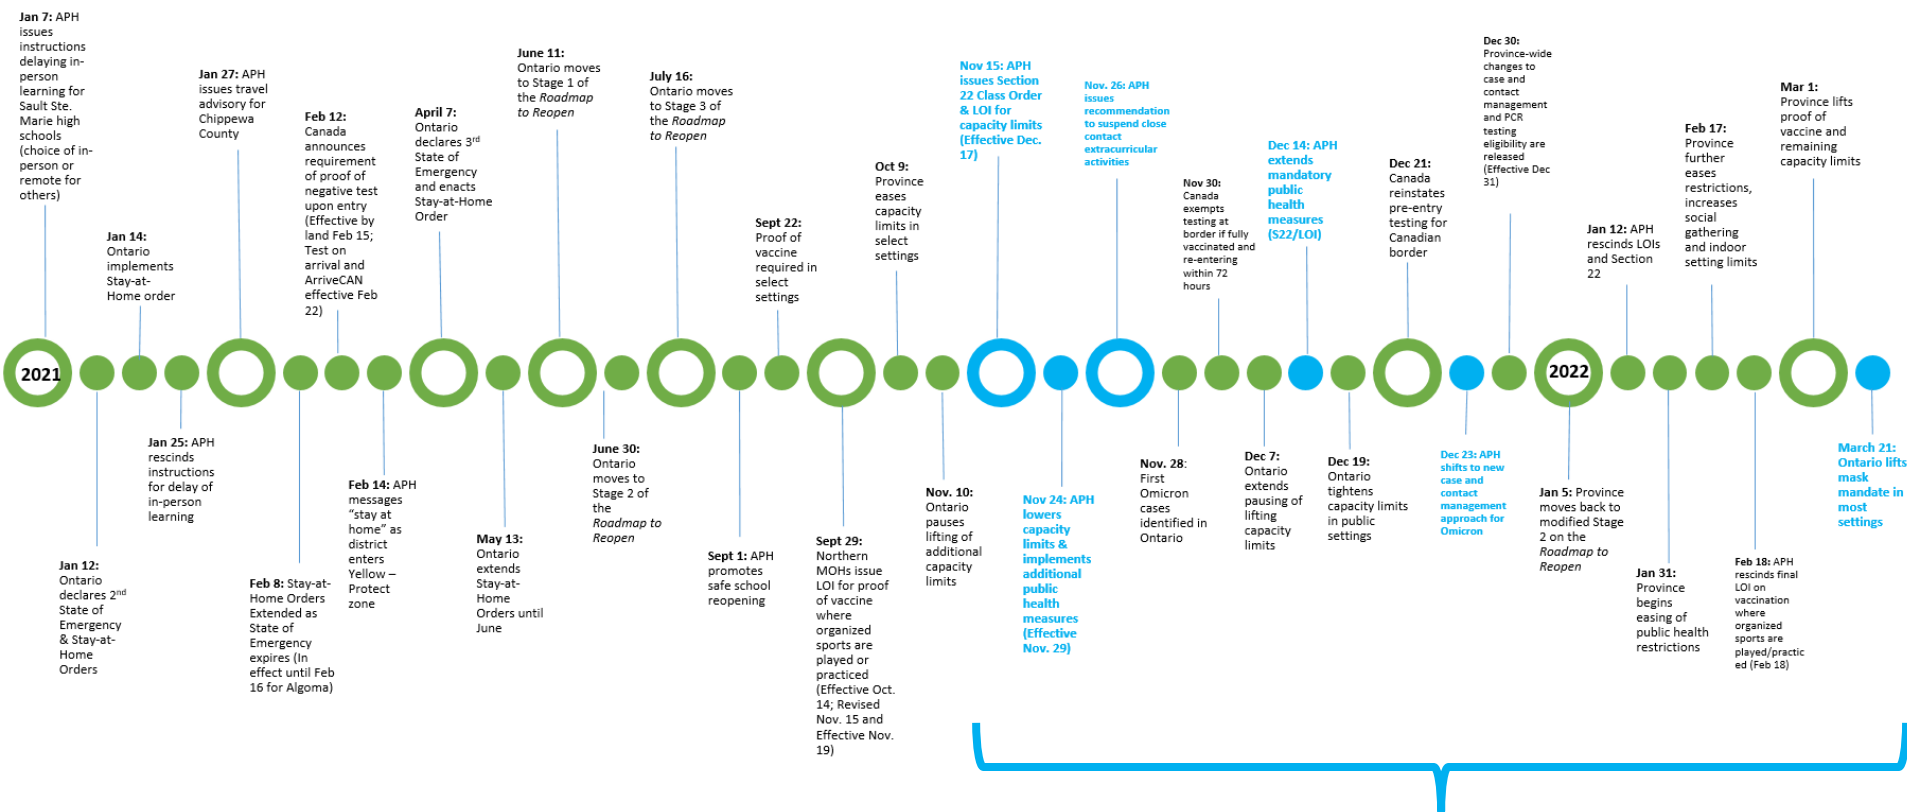 Jan 7: APH
issues
instructions
delaying in-
person
learning for
Sault Ste.
Marie high
schools
(choice of in-
person or
remote for
others)
Jan 14:
Ontario
implements
Stay-at-
Home order
Jan 27: APH
issues travel
advisory for
Chippewa
County
Feb 12:
Canada
announces
requirement
of proof of
negative test
upon entry
(Effective by
land Feb 15;
Test on
arrival and
ArriveCAN
effective Feb
22)
April 7:
Ontario
declares 3rd
State of
Emergency
and enacts
Stay-at-Home
Order
June 11:
Ontario moves
to Stage 1 of
the Roadmap
to Reopen
July 16:
Ontario moves
to Stage 3 of
the Roadmap
to Reopen
Sept 22:
Proof of
vaccine
required in
select
settings
Oct 9:
Province
eases
capacity
limits in
select
settings
Nov 15: APH
issues Section
22 Class Order
& LOI for
capacity limits
(Effective Dec.
17)
Nov. 26: APH
issues
recommendation
to suspend close
contact
extracurricular
activities
Nov 30:
Canada
exempts
testing at
border if fully
vaccinated and
re-entering
within 72
hours
Dec 14: APH
extends
mandatory
public
health
measures
(S22/LOI)
Dec 21:
Canada
reinstates
pre-entry
testing for
Canadian
border
Dec 30:
Province-wide
changes to
case and
contact
management
and PCR
testing
eligibility are
released
(Effective Dec
31)
Jan 12: APH
rescinds LOIs
and Section
22
Feb 17:
Province
further
eases
restrictions,
increases
social
gathering
and indoor
setting limits
Mar 1:
Province lifts
proof of
vaccine and
remaining
capacity limits
2021
2022
Jan 12:
Ontario
declares 2nd
State of
Emergency
& Stay-at-
Home
Orders
Jan 25: APH
rescinds
instructions
for delay of
in-person
learning
Feb 8: Stay-at-
Home Orders
Extended as
State of
Emergency
expires (In
effect until Feb
16 for Algoma)
Feb 14: APH
messages
“stay at
home” as
district
enters
Yellow –
Protect
zone
May 13:
Ontario
extends
Stay-at-
Home
Orders until
June
June 30:
Ontario
moves to
Stage 2 of
the
Roadmap to
Reopen
Sept 1: APH
promotes
safe school
reopening
Sept 29:
Northern
MOHs issue
LOI for proof
of vaccine
where
organized
sports are
played or
practiced
(Effective Oct.
14; Revised
Nov. 15 and
Effective Nov.
19)
Nov. 10:
Ontario
pauses
lifting of
additional
capacity
limits
Nov 24: APH
lowers
capacity
limits &
implements
additional
public
health
measures
(Effective
Nov. 29)
Nov. 28:
First
Omicron
cases
identified in
Ontario
Dec 7:
Ontario
extends
pausing of
lifting
capacity
limits
Dec 19:
Ontario
tightens
capacity limits
in public
settings
Dec 23: APH
shifts to new
case and
contact
management
approach for
Omicron
Jan 5: Province
moves back to
modified Stage
2 on the
Roadmap to
Reopen
Jan 31:
Province
begins
easing of
public health
restrictions
Feb 18: APH
rescinds final
LOI on
vaccination
where
organized
sports are
played/practic
ed (Feb 18)
March 21:
Ontario lifts
mask
mandate in
most
settings